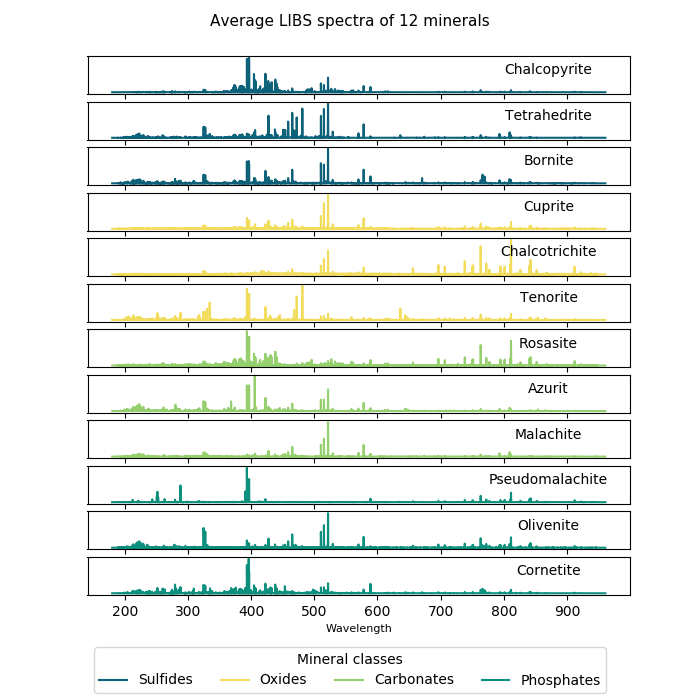 Average LIBS spectra of 12 minerals
Chalcopyrite
Tetrahedrite
Bornite
Cuprite
Chalcotrichite
Tenorite
Rosasite
Azurit
Malachite
Pseudomalachite
Olivenite
Cornetite
200 300 400 500 600 700 800 900
Wavelength
Mineral classes
Sulfides Oxides Carbonates Phosphates